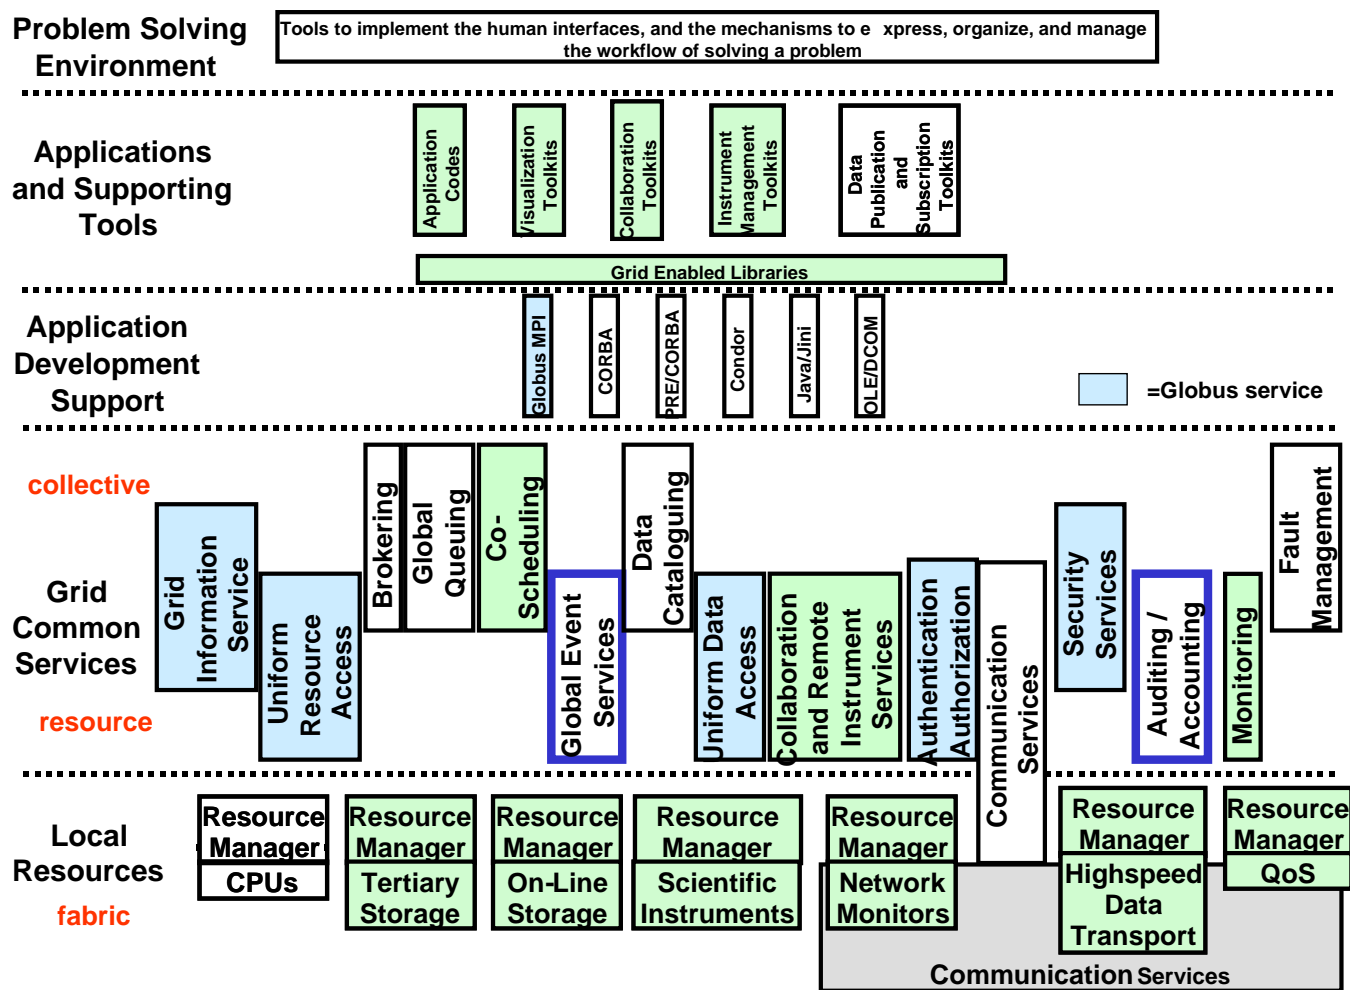 Problem Solving
Environment
Tools to implement the human interfaces, and the mechanisms to e xpress, organize, and manage
the workflow of solving a problem
Applications
and Supporting
Tools
Application
Codes
Visualization
Toolkits
Collaboration
Toolkits
Instrument
Management
Toolkits
Data
Publication
and
Subscription
Toolkits
Grid Enabled Libraries
Application
Development
Support
Globus MPI
CORBA
PRE/CORBA
Condor
Java/Jini
OLE/DCOM
=Globus service
collective
Grid
Common
Services
resource
Grid
Information
Service
Uniform
Resource
Access
Brokering
Global
Queuing
Co-
Scheduling
Global Event
Services
Data
Cataloguing
Uniform Data
Access
Collaboration
and Remote
Instrument
Services
Authentication
Authorization
Communication
Services
Security
Services
Auditing /
Accounting
Monitoring
Fault
Management
Local
Resources
fabric
Resource
Manager
CPUs
Resource
Manager
Tertiary
Storage
Resource
Manager
On-Line
Storage
Resource
Manager
Scientific
Instruments
Resource
Manager
Network
Monitors
Resource
Manager
Highspeed
Data
Transport
Resource
Manager
QoS
Communication Services